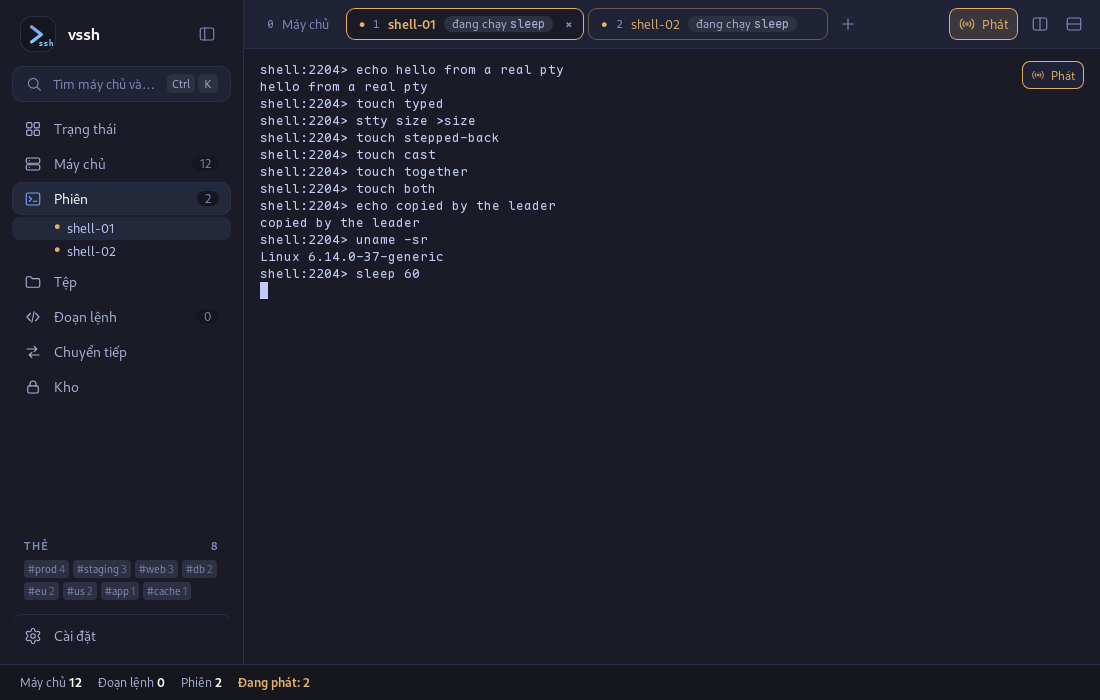 ssh
vssh
Tìm máy chủ và... Ctrl K
Trạng thái
Máy chủ 12
Phiên 2
shell-01
shell-02
Tệp
Đoạn lệnh 0
Chuyển tiếp
Kho
THẺ 8
#prod 4 #staging 3 #web 3 #db 2
#eu 2 #us 2 #app 1 #cache 1
Cài đặt
0 Máy chủ
1 shell-01 đang chạy sleep ×
2 shell-02 đang chạy sleep
Phát
Phát
shell:2204> echo hello from a real pty
hello from a real pty
shell:2204> touch typed
shell:2204> stty size >size
shell:2204> touch stepped-back
shell:2204> touch cast
shell:2204> touch together
shell:2204> touch both
shell:2204> echo copied by the leader
copied by the leader
shell:2204> uname -sr
Linux 6.14.0-37-generic
shell:2204> sleep 60
Máy chủ 12 Đoạn lệnh 0 Phiên 2 Đang phát: 2